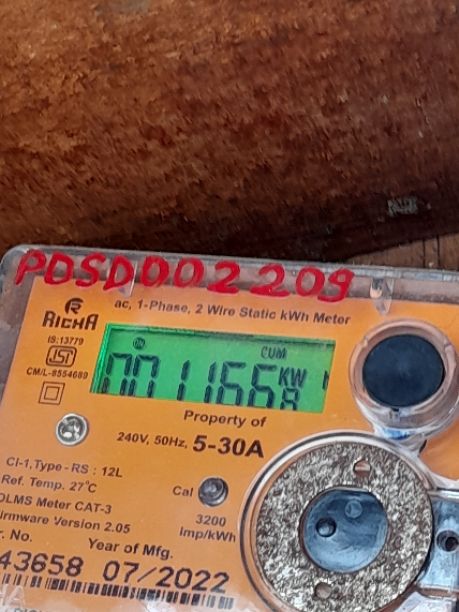 PDSD002209
ac, 1-Phase, 2 Wire Static kWh Meter
RICHA
IS:13779
ISI
CM/L-8554689
CUM
001166
KW
Property of
240V, 50Hz, 5-30A
Cl-1,Type-RS : 12L
Ref. Temp. 27°C
DLMS Meter CAT-3
irmware Version 2.05
Cal
3200
Imp/kWh
r. No.
Year of Mfg.
43658 07/2022